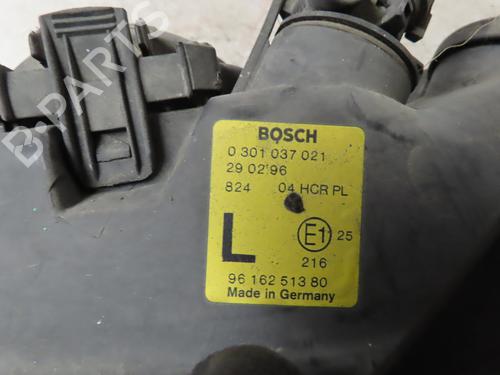 B-PARTS
BOSCH
0 301 037 021
29 02 96
824 04 HCR PL
L E1 25
216
96 162 513 80
Made in Germany